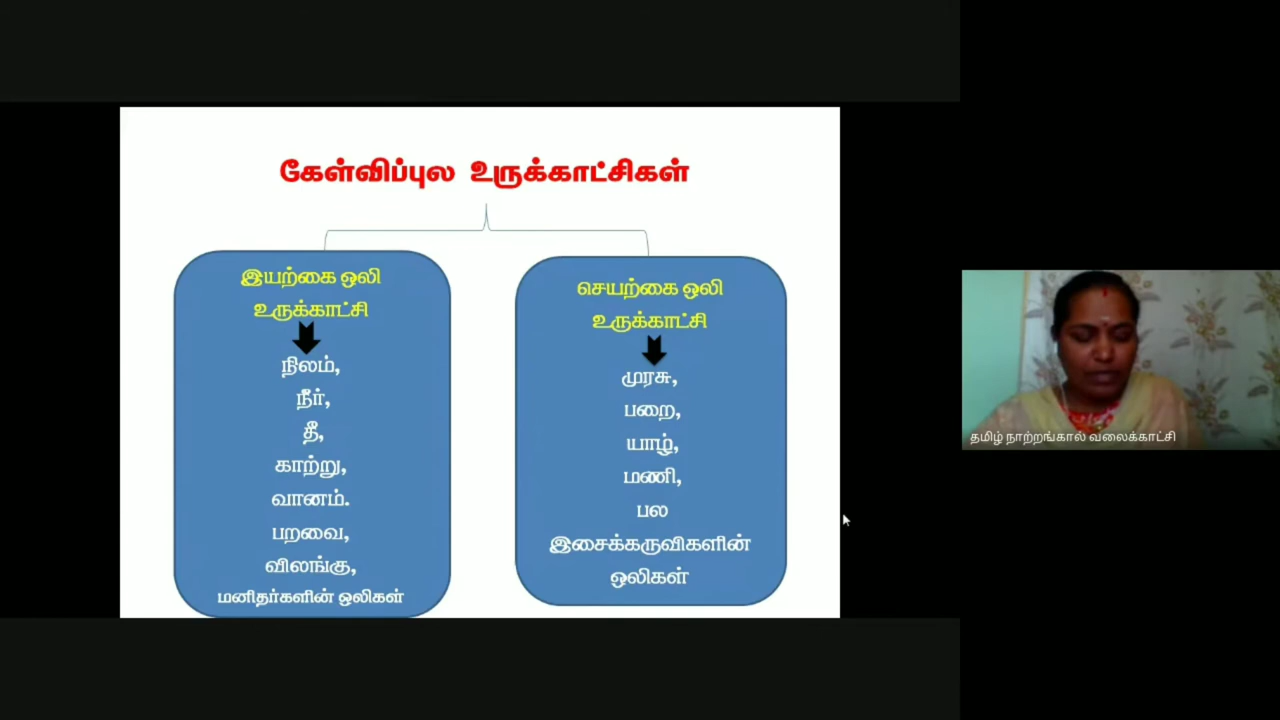 கேள்விப்புல உருக்காட்சிகள்
இயற்கை ஒலி
உருக்காட்சி
நிலம்,
நீர்,
தீ,
காற்று,
வானம்.
பறவை,
விலங்கு,
மனிதர்களின் ஒலிகள்
செயற்கை ஒலி
உருக்காட்சி
முரசு,
பறை,
யாழ்,
மணி,
பல
இசைக்கருவிகளின்
ஒலிகள்
தமிழ் நாற்றங்கால் வலைக்காட்சி